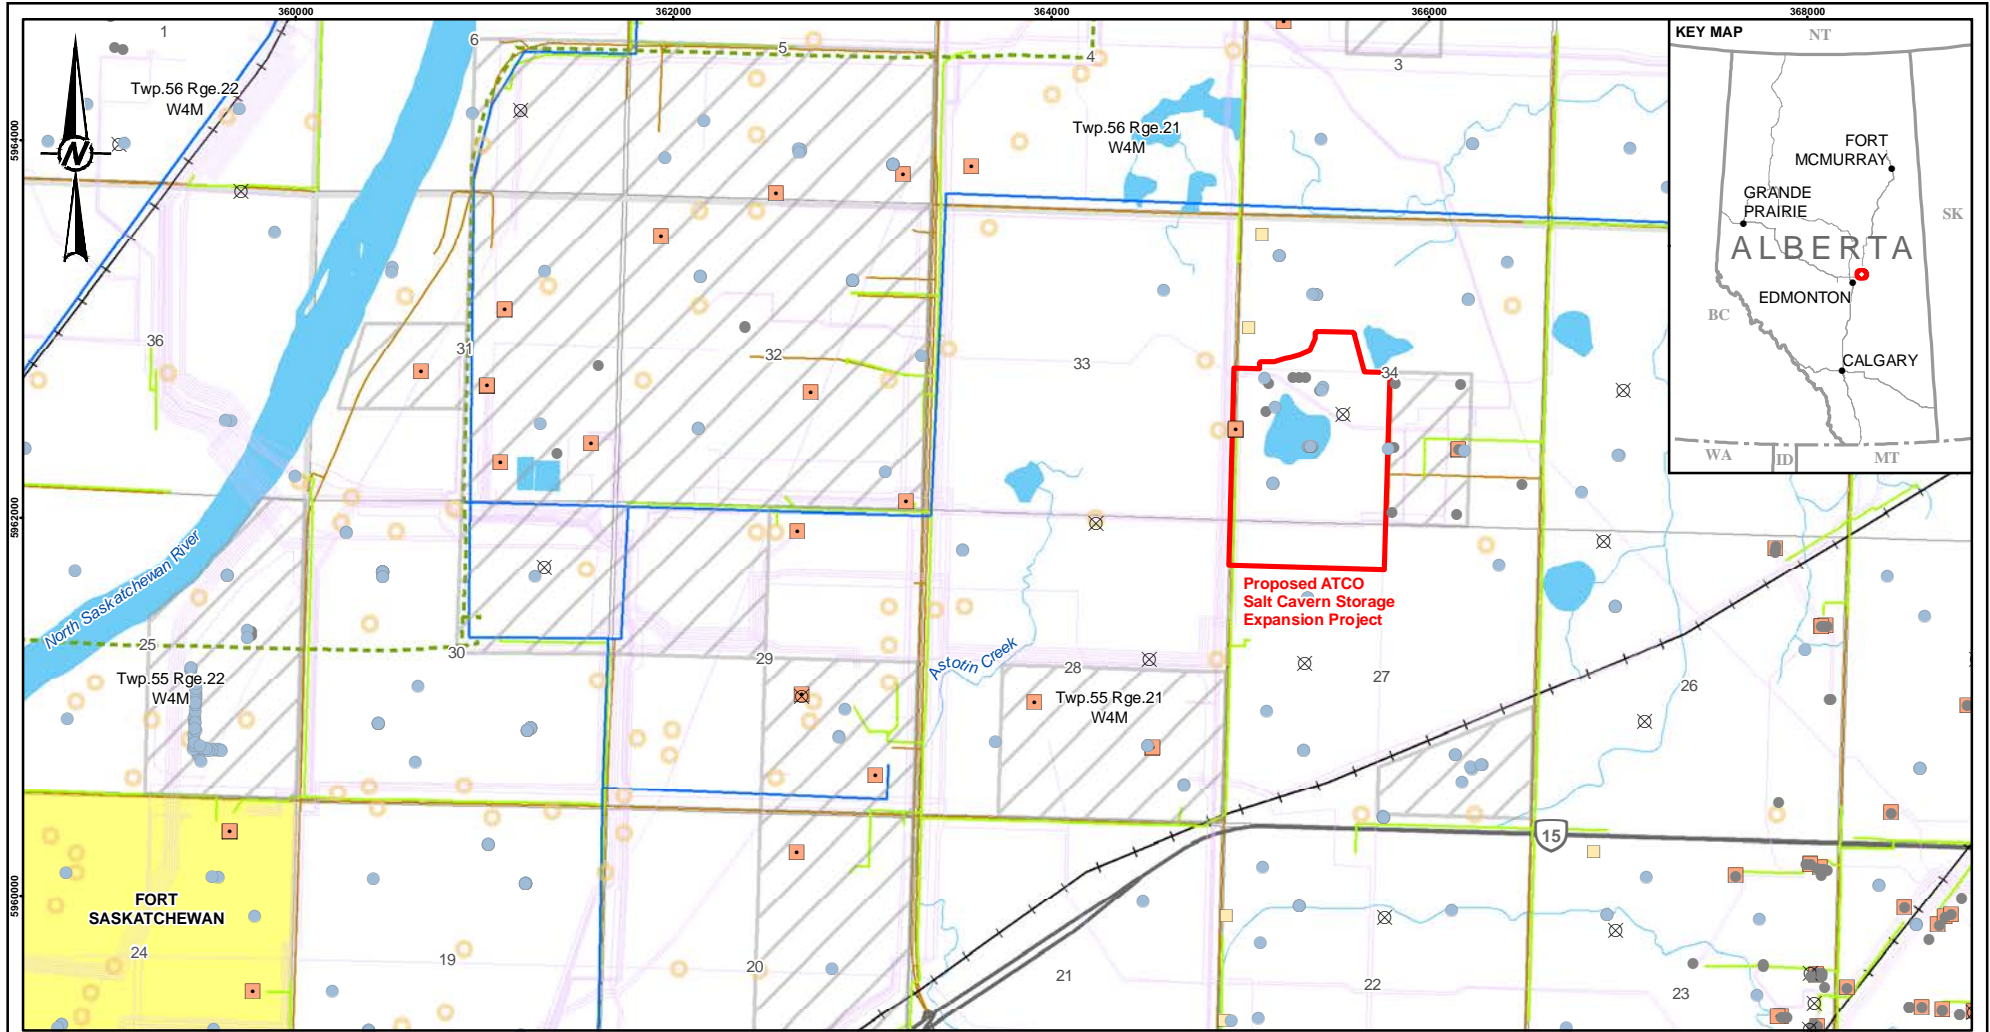 360000
362000
364000
366000
368000
5964000
5962000
5960000
KEY MAP
NT
FORT
MCMURRAY
GRANDE
PRAIRIE
SK
ALBERTA
EDMONTON
BC
CALGARY
WA
ID
MT
1
6
5
4
3
Twp.56 Rge.22
W4M
Twp.56 Rge.21
W4M
N
36
31
32
33
34
North Saskatchewan River
Proposed ATCO
Salt Cavern Storage
Expansion Project
25
30
29
28
27
26
Astotin Creek
Twp.55 Rge.22
W4M
Twp.55 Rge.21
W4M
15
FORT
SASKATCHEWAN
24
19
20
21
22
23